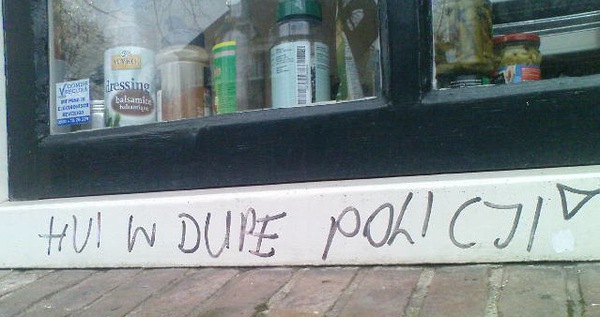 dressing
balsamico
HUI W DUPE POLICJI